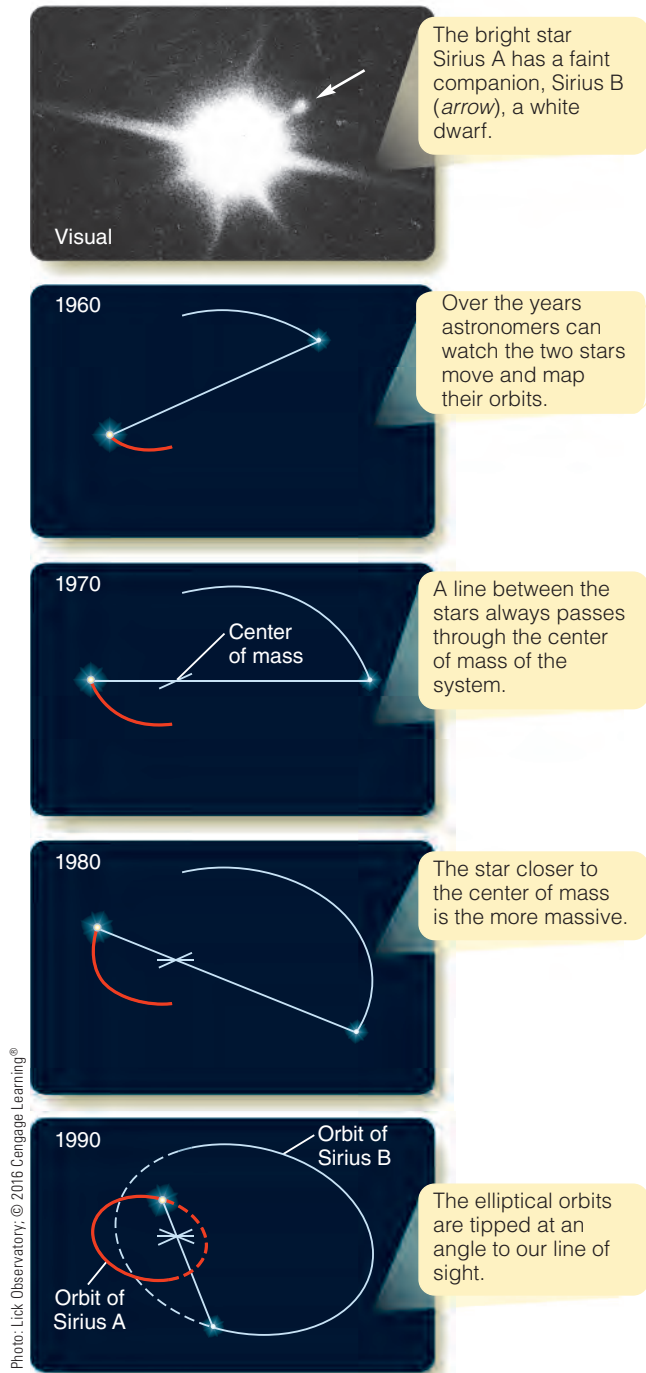 The bright star
Sirius A has a faint
companion, Sirius B
(arrow), a white
dwarf.
Visual
1960
Over the years
astronomers can
watch the two stars
move and map
their orbits.
1970
Center
of mass
A line between the
stars always passes
through the center
of mass of the
system.
1980
The star closer to
the center of mass
is the more massive.
1990
Orbit of
Sirius B
Orbit of
Sirius A
The elliptical orbits
are tipped at an
angle to our line of
sight.
Photo: Lick Observatory; © 2016 Cengage Learning®